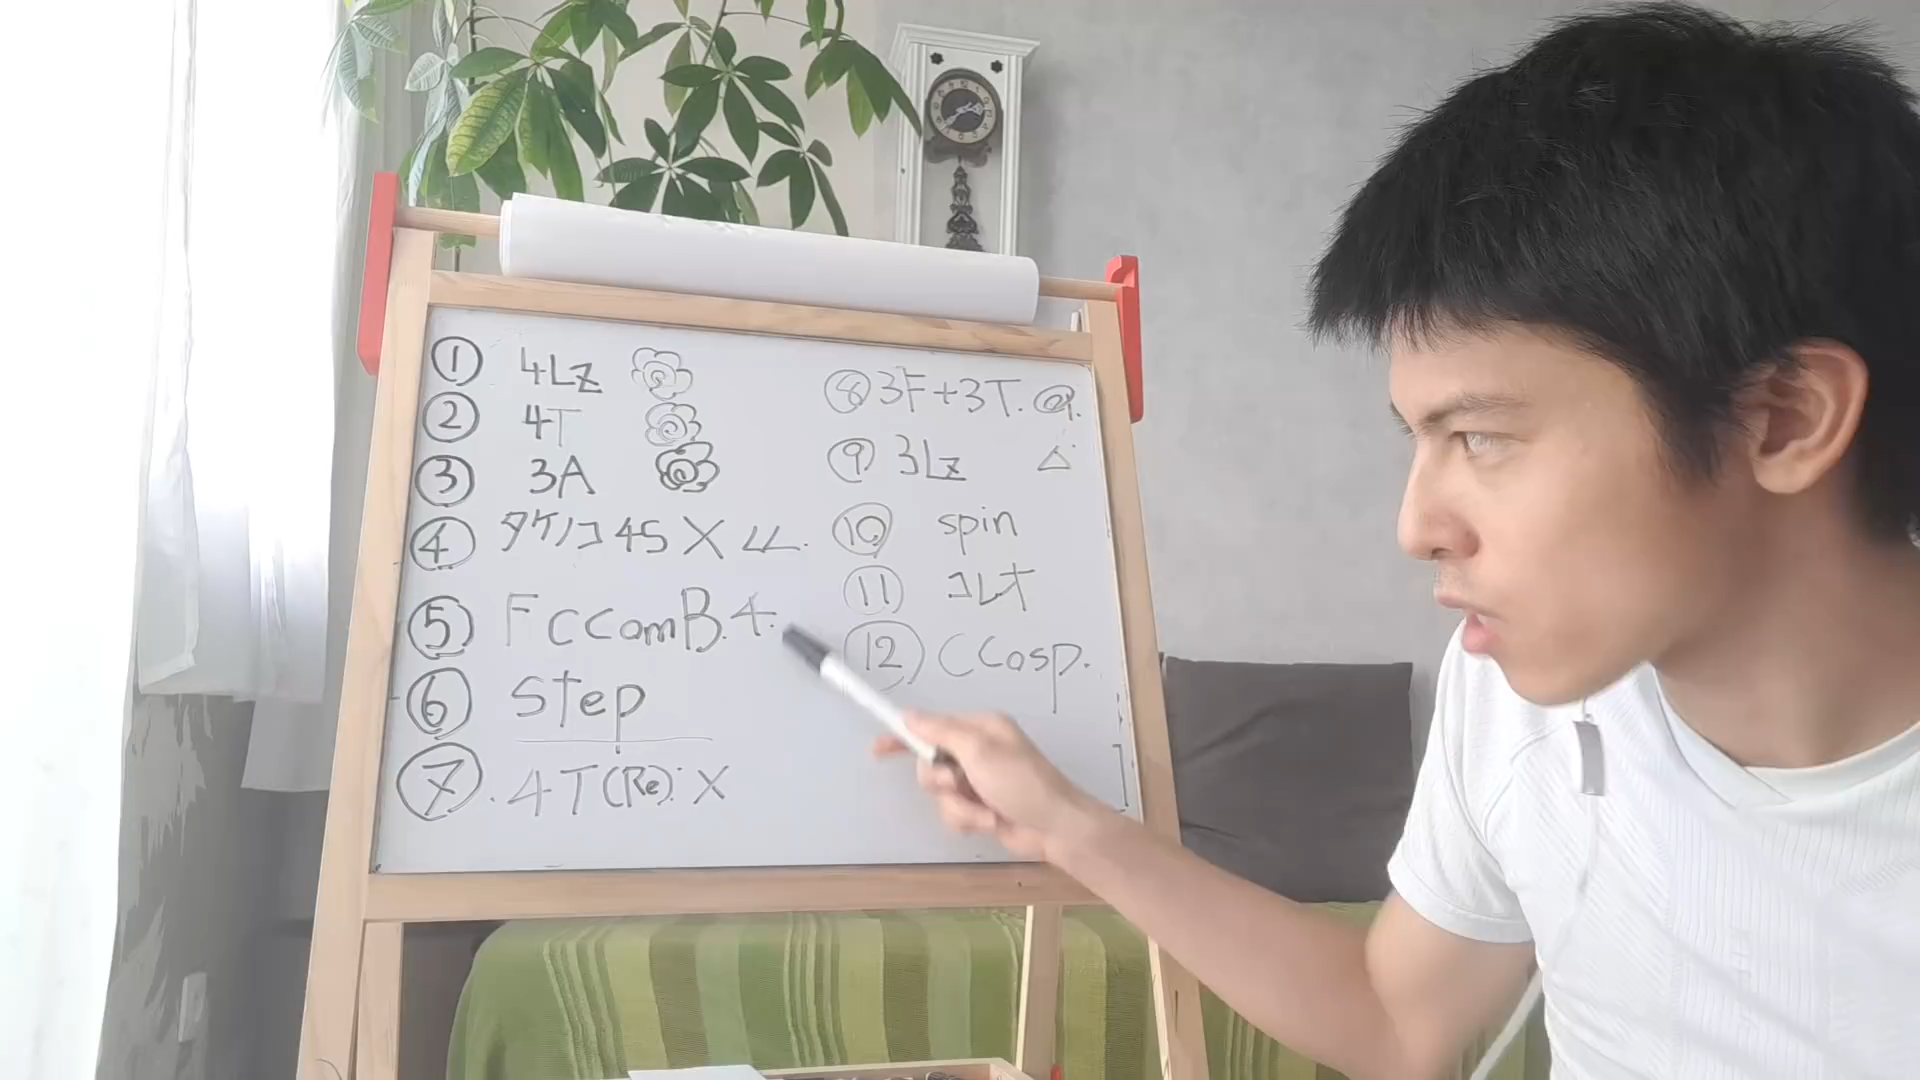 ① 4Lz
② 4T
③ 3A
④ タケノコ 4S X <<.
⑤ FCComB.4.
⑥ Step
⑦. 4T(Re). X
⑧ 3F+3T. q.
⑨ 3Lz
⑩ spin
⑪ コレオ
⑫ CCosp.